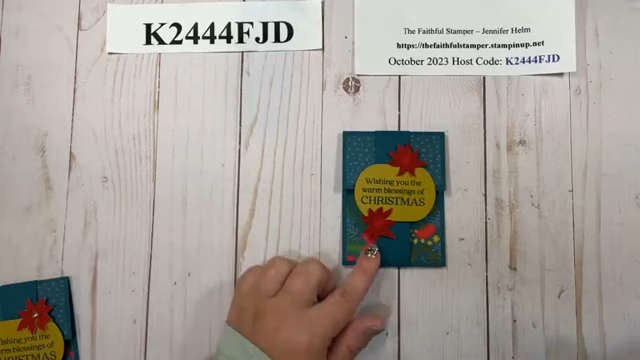 K2444FJD
The Faithful Stamper ~ Jennifer Helm
https://thefaithfulstamper.stampinup.net
October 2023 Host Code: K2444FJD
Wishing you the
warm blessings of
CHRISTMAS
Wishing you the
warm blessings of
CHRISTMAS